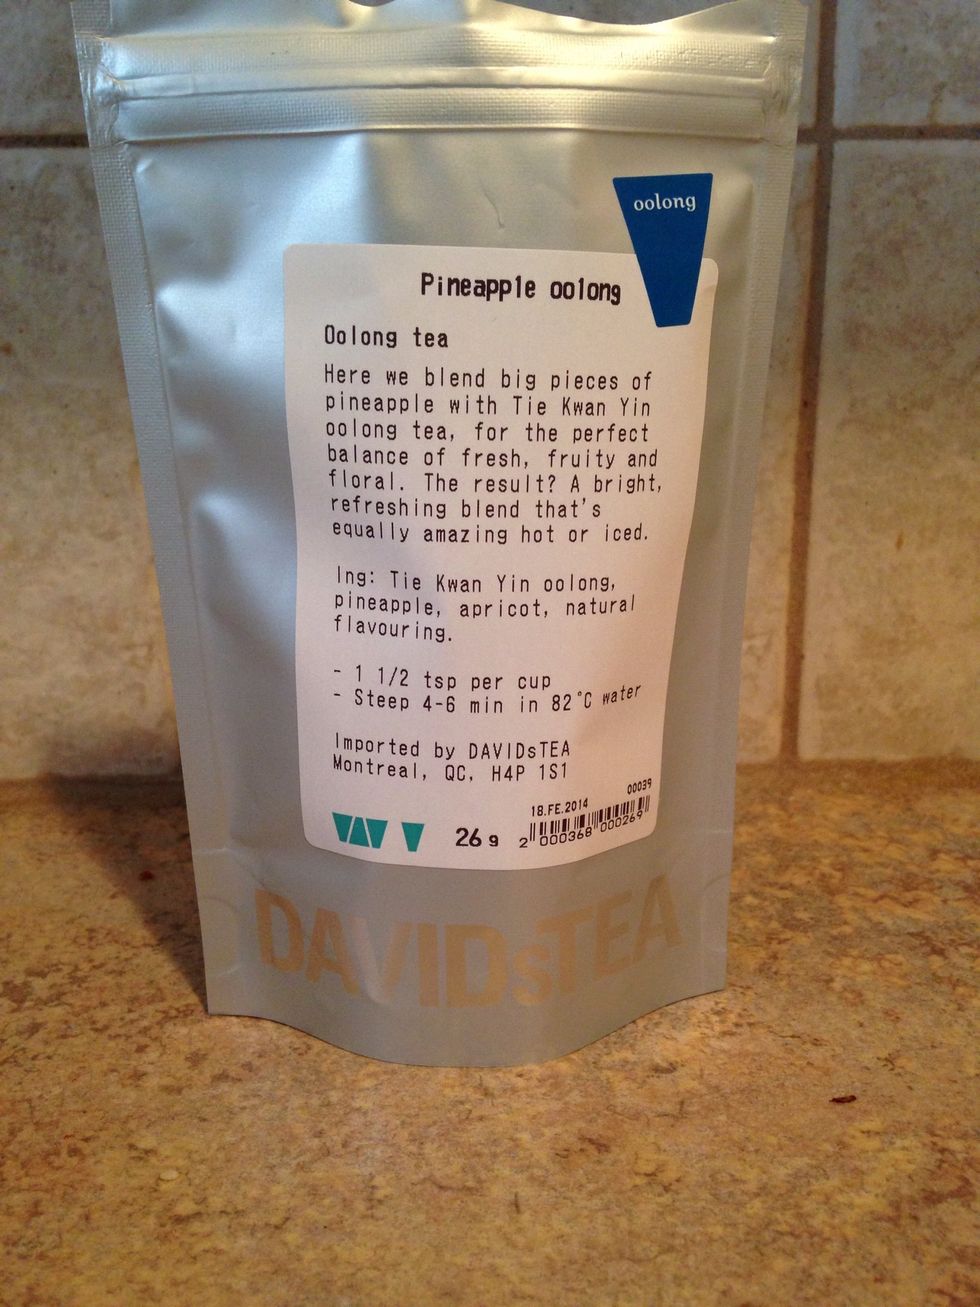 oolong
Pineapple oolong
Oolong tea
Here we blend big pieces of
pineapple with Tie Kwan Yin
oolong tea, for the perfect
balance of fresh, fruity and
floral. The result? A bright,
refreshing blend that's
equally amazing hot or iced.
Ing: Tie Kwan Yin oolong,
pineapple, apricot, natural
flavouring.
- 1 1/2 tsp per cup
- Steep 4-6 min in 82°C water
Imported by DAVIDsTEA
Montreal, QC, H4P 1S1
00039
18.FE.2014
26 g
2 000368 000269
DAVIDsTEA